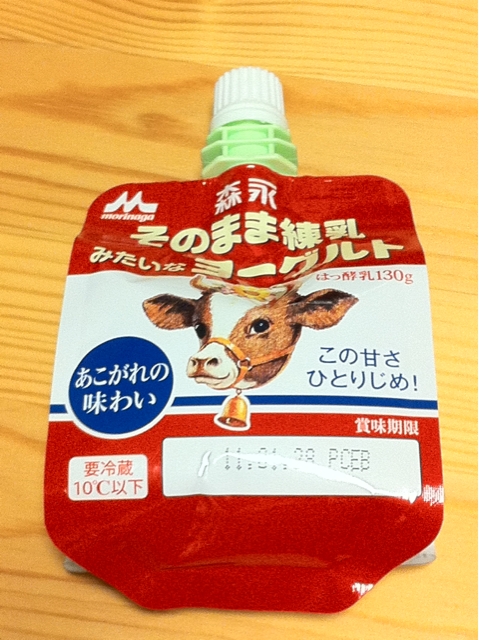 森永
morinaga
そのまま練乳
みたいなヨーグルト
はっ酵乳130g
この甘さ
ひとりじめ!
あこがれの
味わい
賞味期限
11.01.28 PCEB
要冷蔵
10℃以下